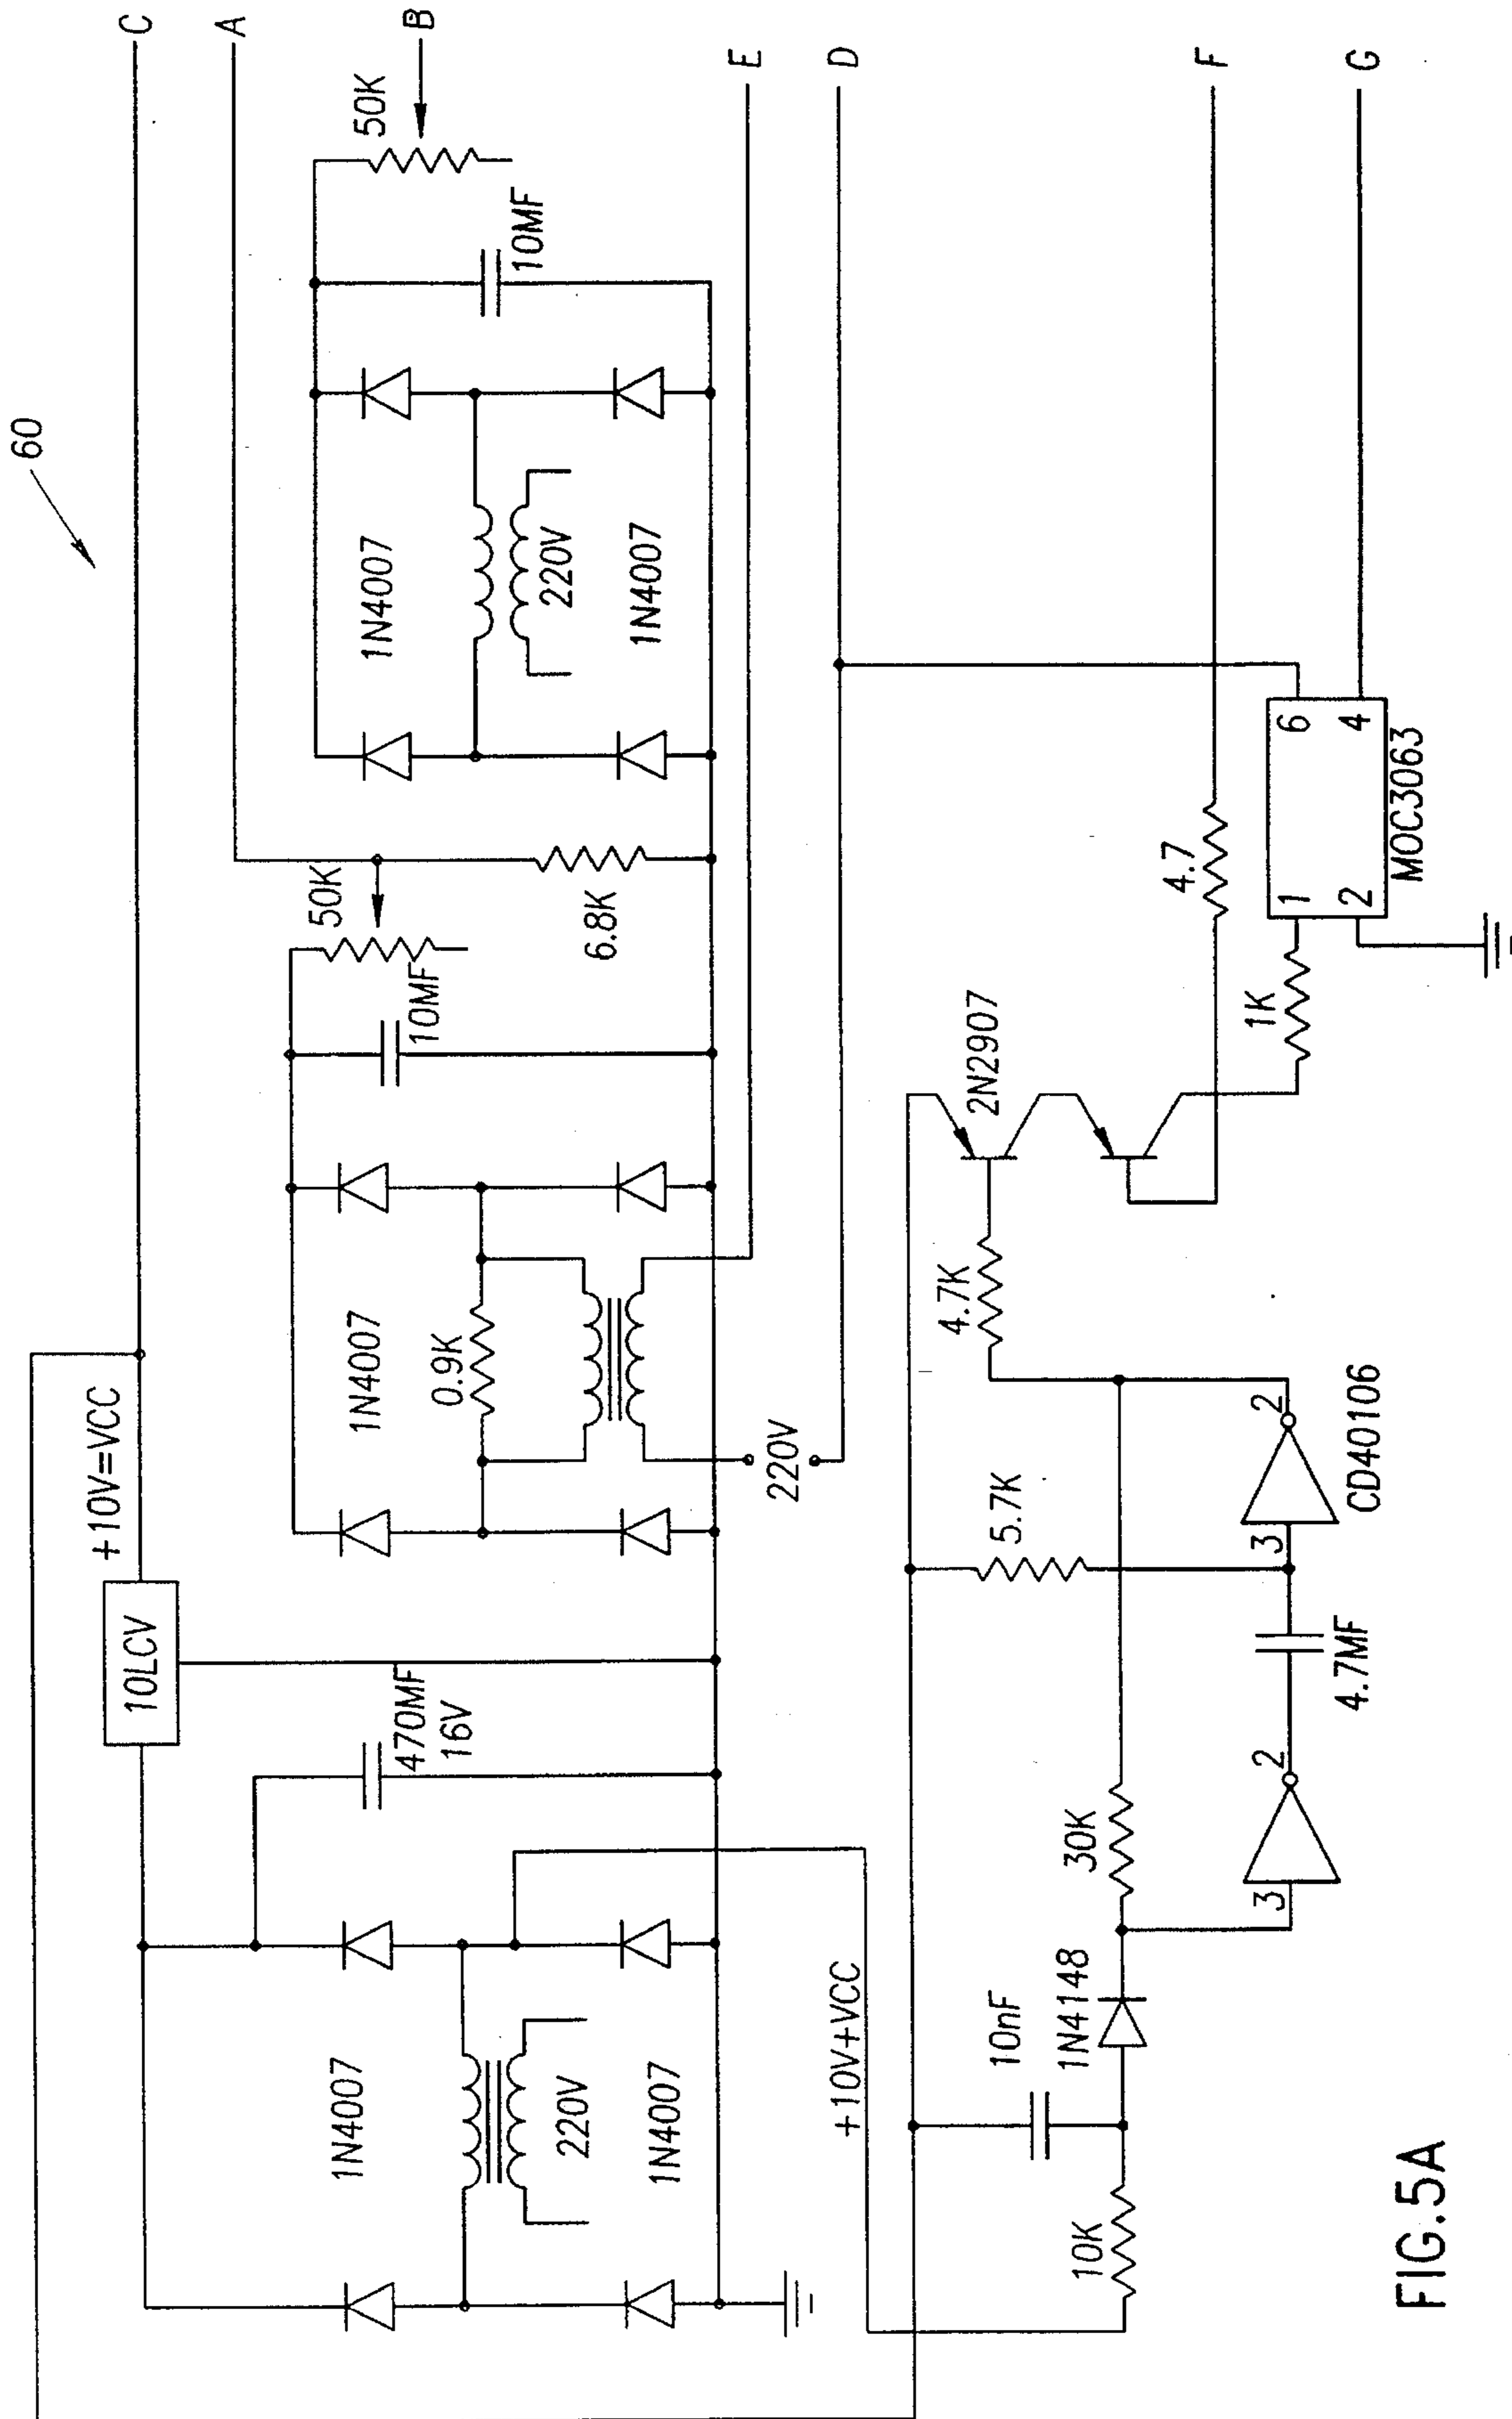 60
C
A
B
E
D
F
G
+10V=VCC
10LCV
50K
10MF
1N4007
220V
1N4007
50K
10MF
6.8K
1N4007
0.9K
220V
470MF
16V
1N4007
220V
1N4007
+10V+VCC
10nF
1N4148
10K
30K
3
2
4.7MF
5.7K
3
2
CD40106
4.7K
2N2907
4.7
1K
1
2
6
4
MOC3063
FIG.5A